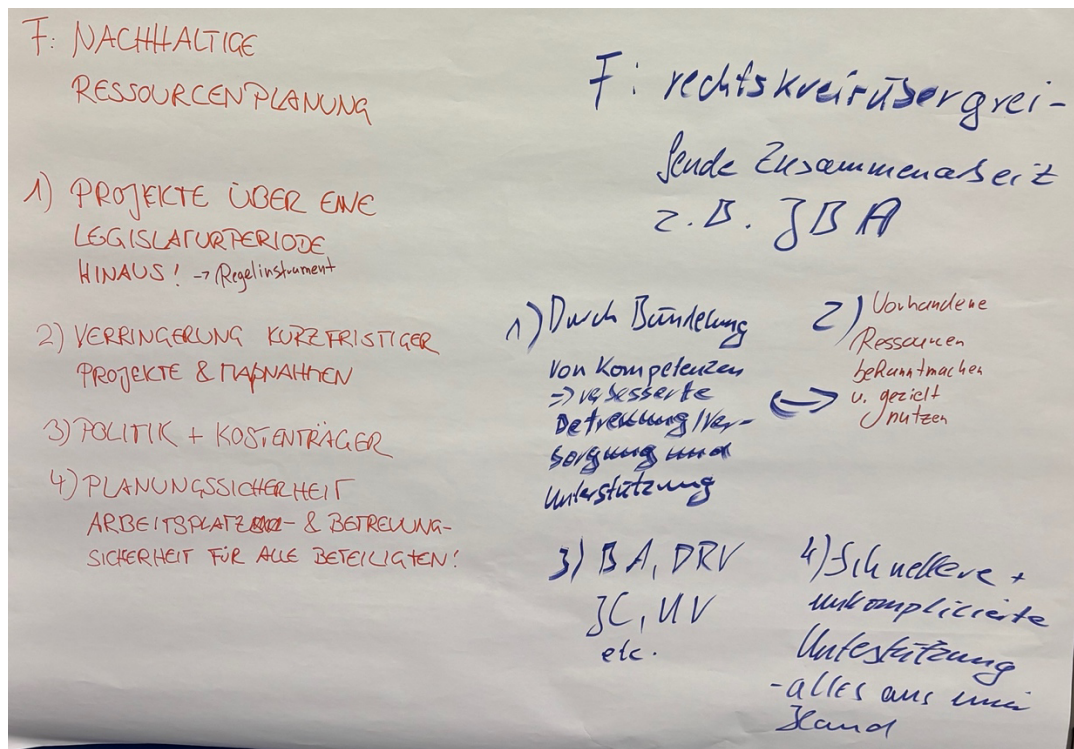 F: NACHHALTIGE
RESSOURCENPLANUNG
1) PROJEKTE ÜBER EINE
LEGISLATURPERIODE
HINAUS! → Regelinstrument
2) VERRINGERUNG KURZFRISTIGER
PROJEKTE & MAßNAHMEN
3) POLITIK + KOSTENTRÄGER
4) PLANUNGSSICHERHEIT
ARBEITSPLATZ- & BETREUUNG-
SICHERHEIT FÜR ALLE BETEILIGTEN!
F: rechtskreisübergrei-
fende Zusammenarbeit
z.B. JBA
1) Durch Bündelung
von Kompetenzen
=> verbesserte
Betreuung/Ver-
sorgung und
Unterstützung
2) Vorhandene
Ressourcen
bekanntmachen
u. gezielt
nutzen
3) BA, DRV
JC, UV
etc.
4) Schnellere +
unkomplizierte
Unterstützung
- alles aus einer
Hand